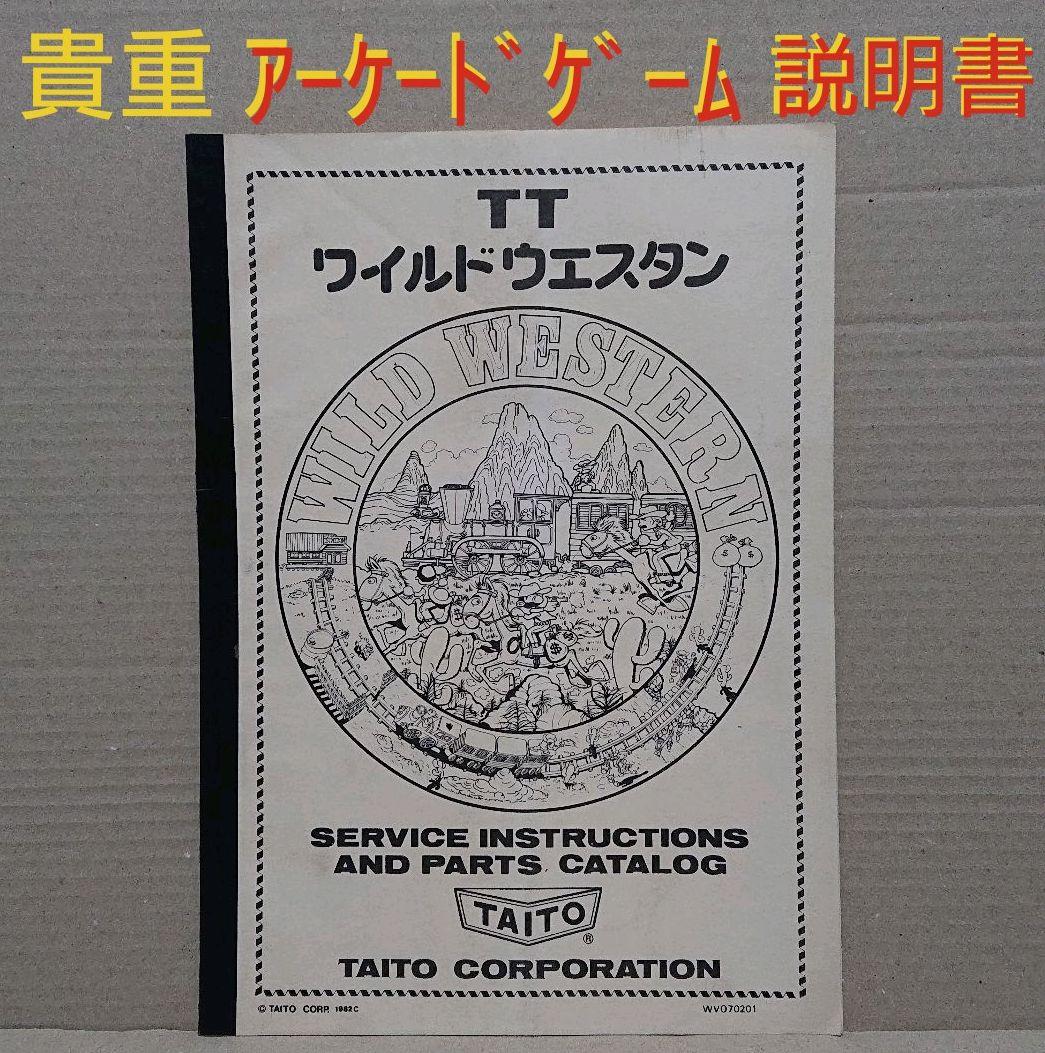 貴重 ｱｰｹｰﾄﾞｹﾞｰﾑ 説明書
TT
ワイルドウエスタン
WILD WESTERN
$ $
$
$
SERVICE INSTRUCTIONS
AND PARTS CATALOG
TAITO ®
TAITO CORPORATION
© TAITO CORP. 1982 C
WV070201